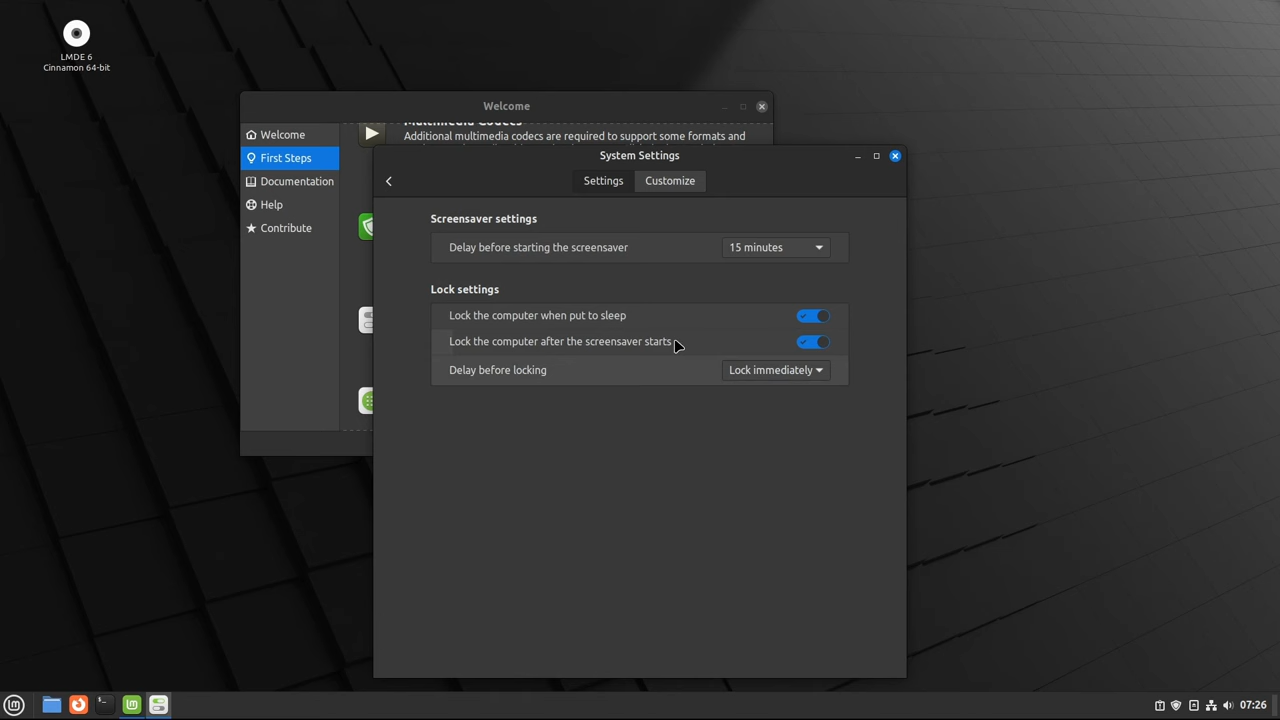 LMDE 6
Cinnamon 64-bit
Welcome
Welcome
First Steps
Documentation
Help
Contribute
Multimedia Codecs
Additional multimedia codecs are required to support some formats and
System Settings
Settings
Customize
Screensaver settings
Delay before starting the screensaver
15 minutes
Lock settings
Lock the computer when put to sleep
Lock the computer after the screensaver starts
Delay before locking
Lock immediately
07:26